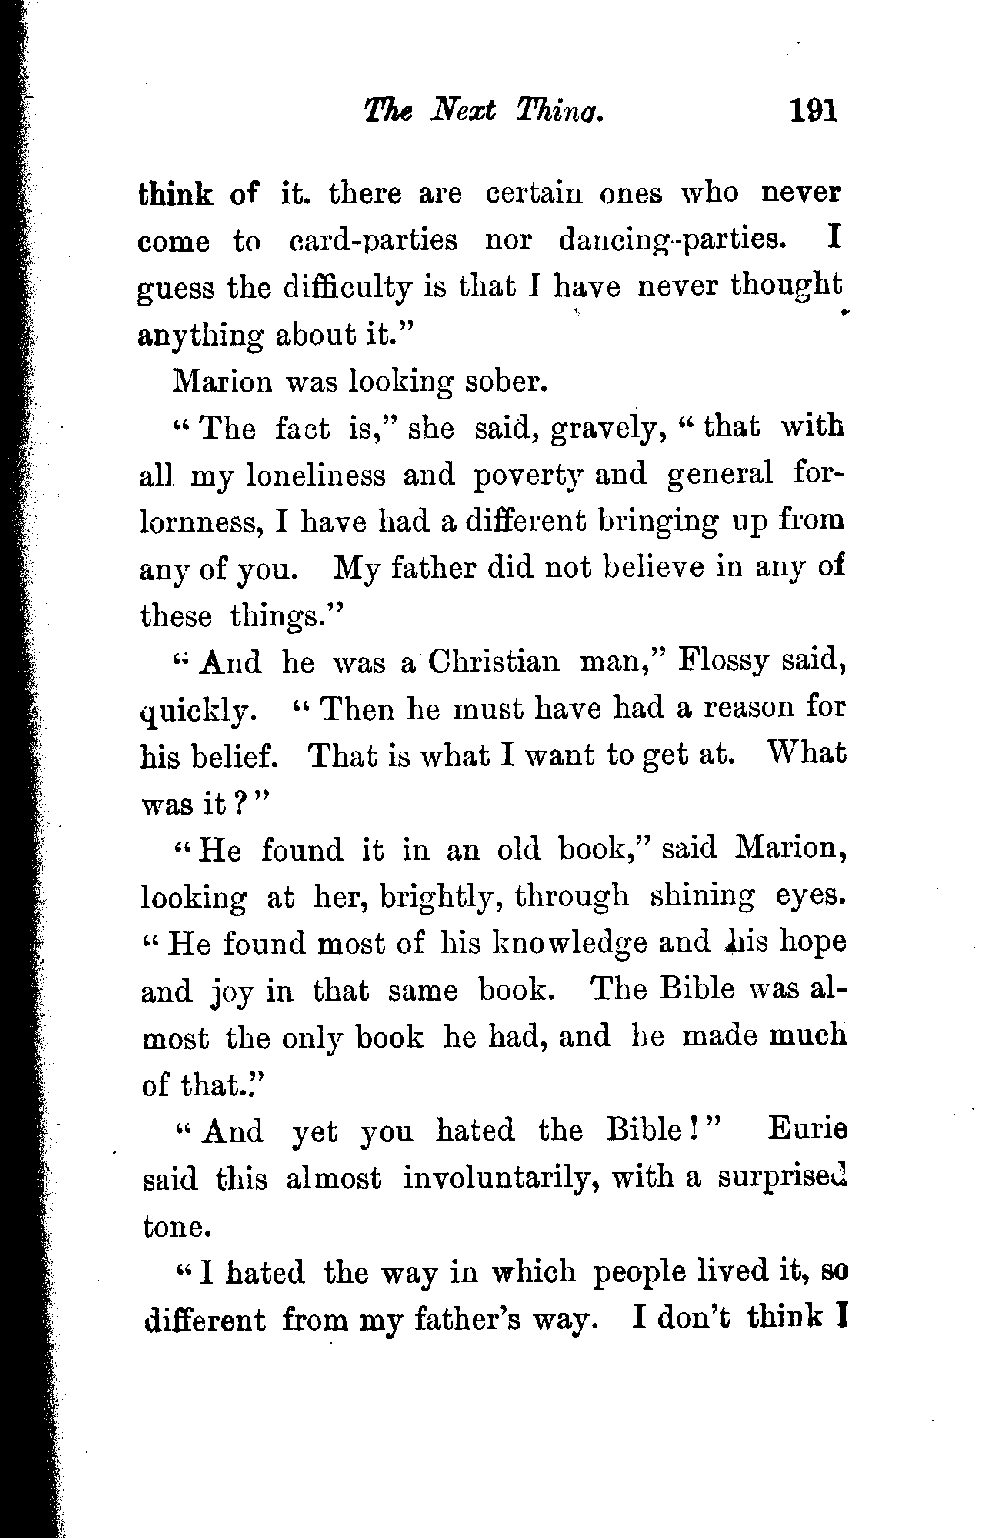 The Next Thing. 191
think of it. there are certain ones who never
come to card-parties nor dancing-parties. I
guess the difficulty is that I have never thought
anything about it.”
Marion was looking sober.
“ The fact is,” she said, gravely, “ that with
all my loneliness and poverty and general for-
lornness, I have had a different bringing up from
any of you. My father did not believe in any of
these things.”
“ And he was a Christian man,” Flossy said,
quickly. “ Then he must have had a reason for
his belief. That is what I want to get at. What
was it ? ”
“ He found it in an old book,” said Marion,
looking at her, brightly, through shining eyes.
“ He found most of his knowledge and his hope
and joy in that same book. The Bible was al-
most the only book he had, and he made much
of that.”
“ And yet you hated the Bible ! ” Eurie
said this almost involuntarily, with a surprised
tone.
“ I hated the way in which people lived it, so
different from my father’s way. I don’t think I